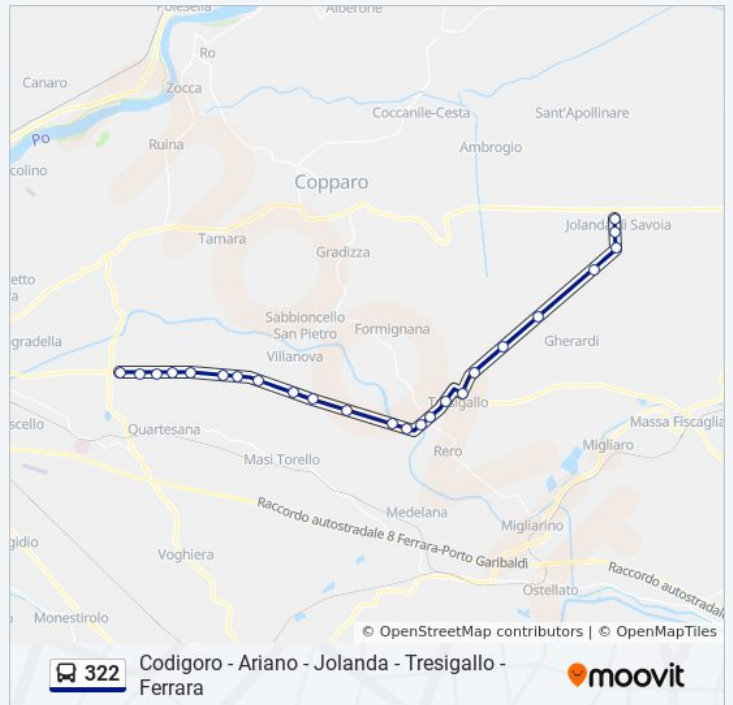 Polesella
Alberone
Ro
Canaro
Zocca
Coccanile-Cesta
Sant'Apollinare
Po
Ruina
Ambrogio
colino
Copparo
Jolanda di Savoia
Tamara
Gradizza
etto
a
Sabbioncello
San Pietro
Formignana
gradella
Villanova
Gherardi
Tresigallo
scello
Quartesana
Massa Fiscaglia
Masi Torello
Rero
Migliaro
Medelana
Raccordo autostradale 8 Ferrara-Porto Garibaldi
Migliarino
gidio
Voghiera
Ostellato
Raccordo autostradal
Monestirolo
© OpenStreetMap contributors | © OpenMapTiles
322
Codigoro - Ariano - Jolanda - Tresigallo -
Ferrara
moovit